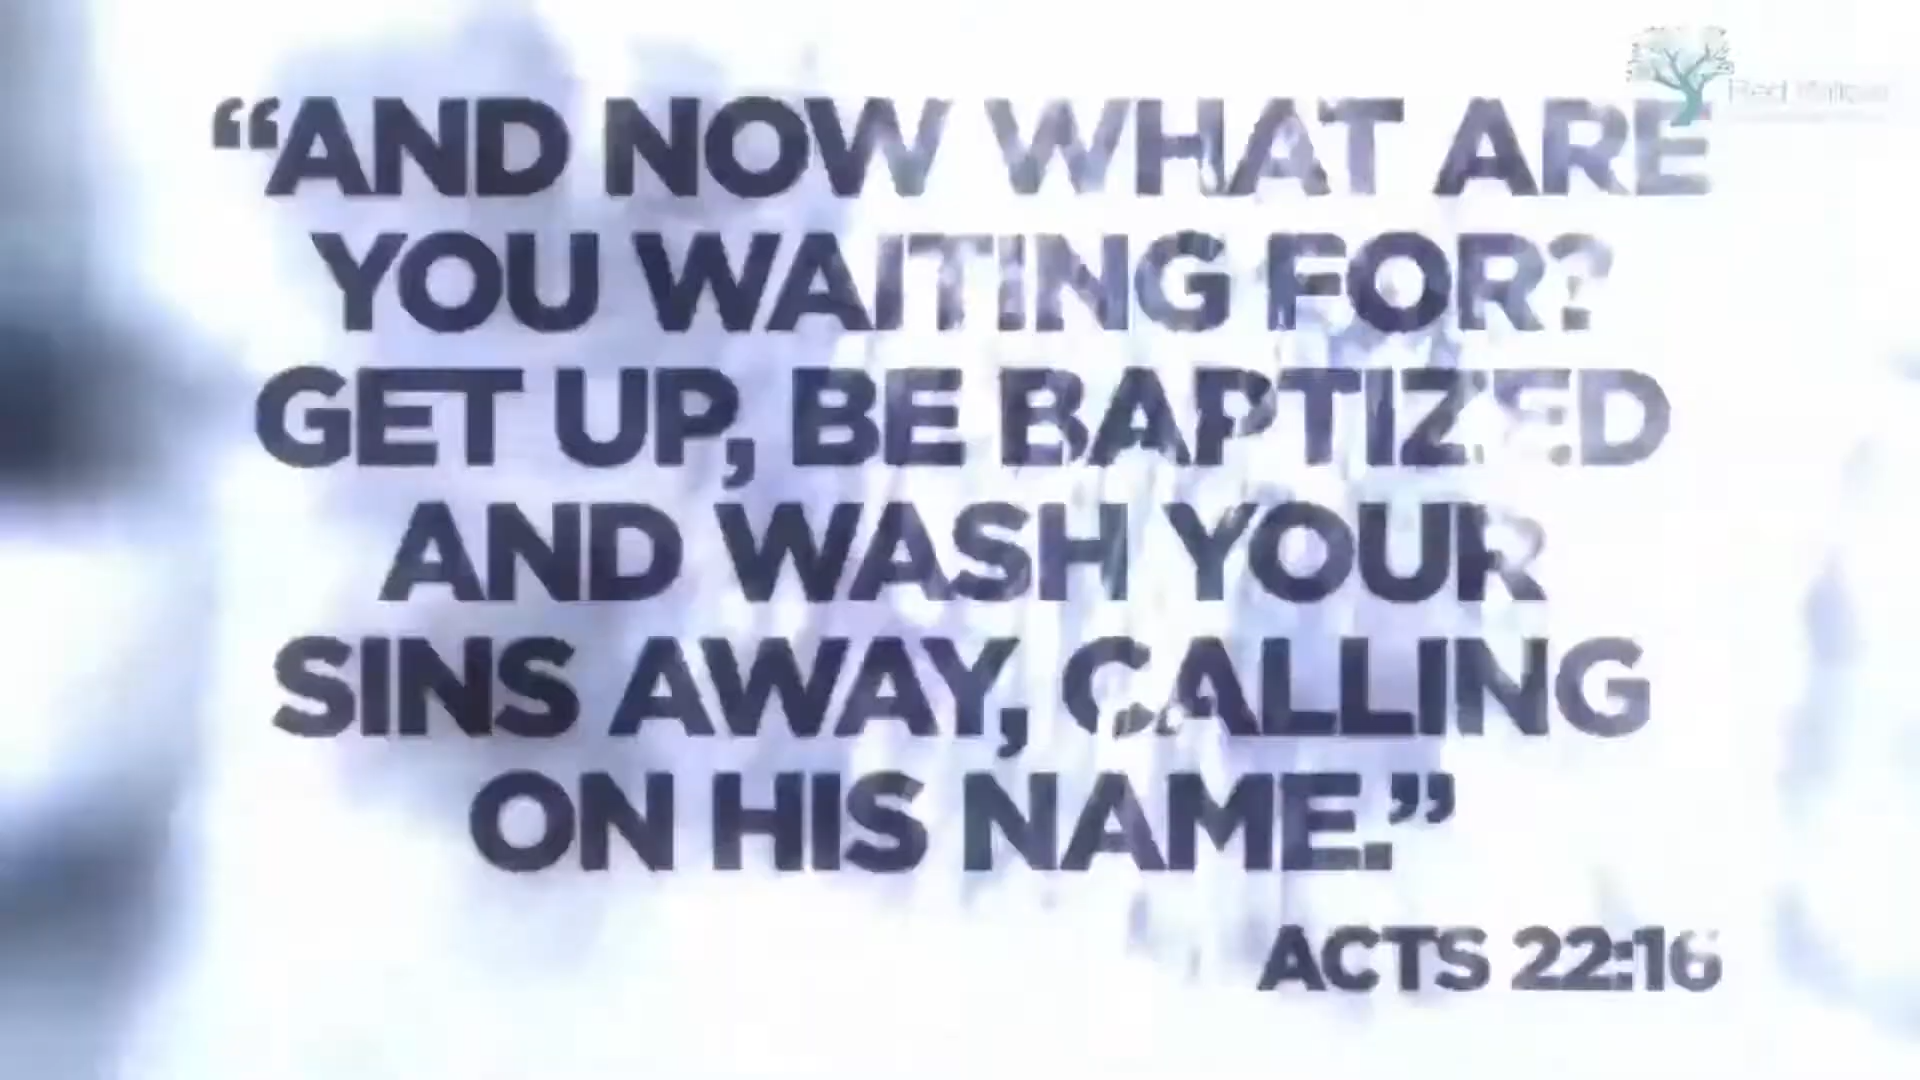 “AND NOW WHAT ARE
YOU WAITING FOR?
GET UP, BE BAPTIZED
AND WASH YOUR
SINS AWAY, CALLING
ON HIS NAME.”
ACTS 22:16